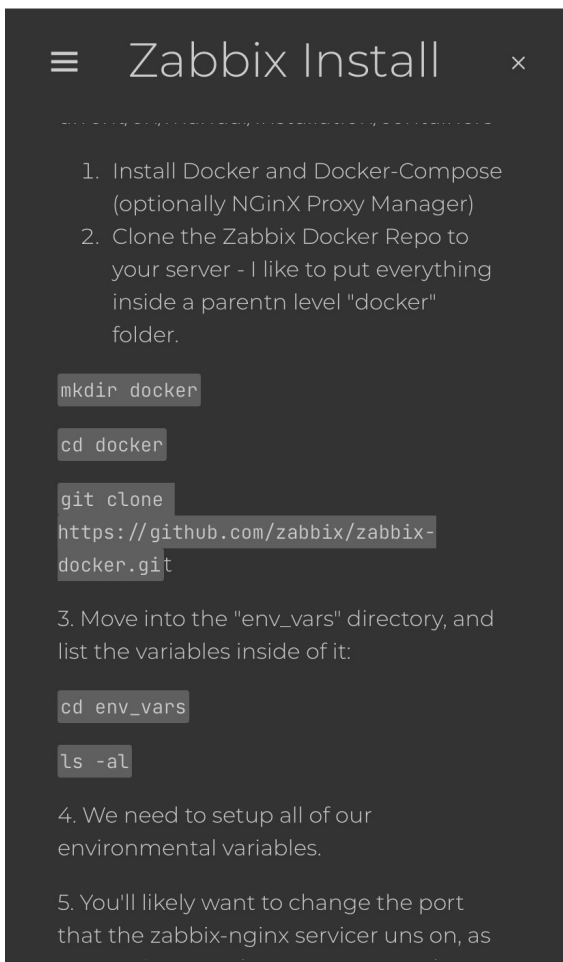 Zabbix Install
1. Install Docker and Docker-Compose
(optionally NGinX Proxy Manager)
2. Clone the Zabbix Docker Repo to
your server - I like to put everything
inside a parentn level "docker"
folder.
mkdir docker
cd docker
git clone
https://github.com/zabbix/zabbix-
docker.git
3. Move into the "env_vars" directory, and
list the variables inside of it:
cd env_vars
ls -al
4. We need to setup all of our
environmental variables.
5. You'll likely want to change the port
that the zabbix-nginx servicer uns on, as